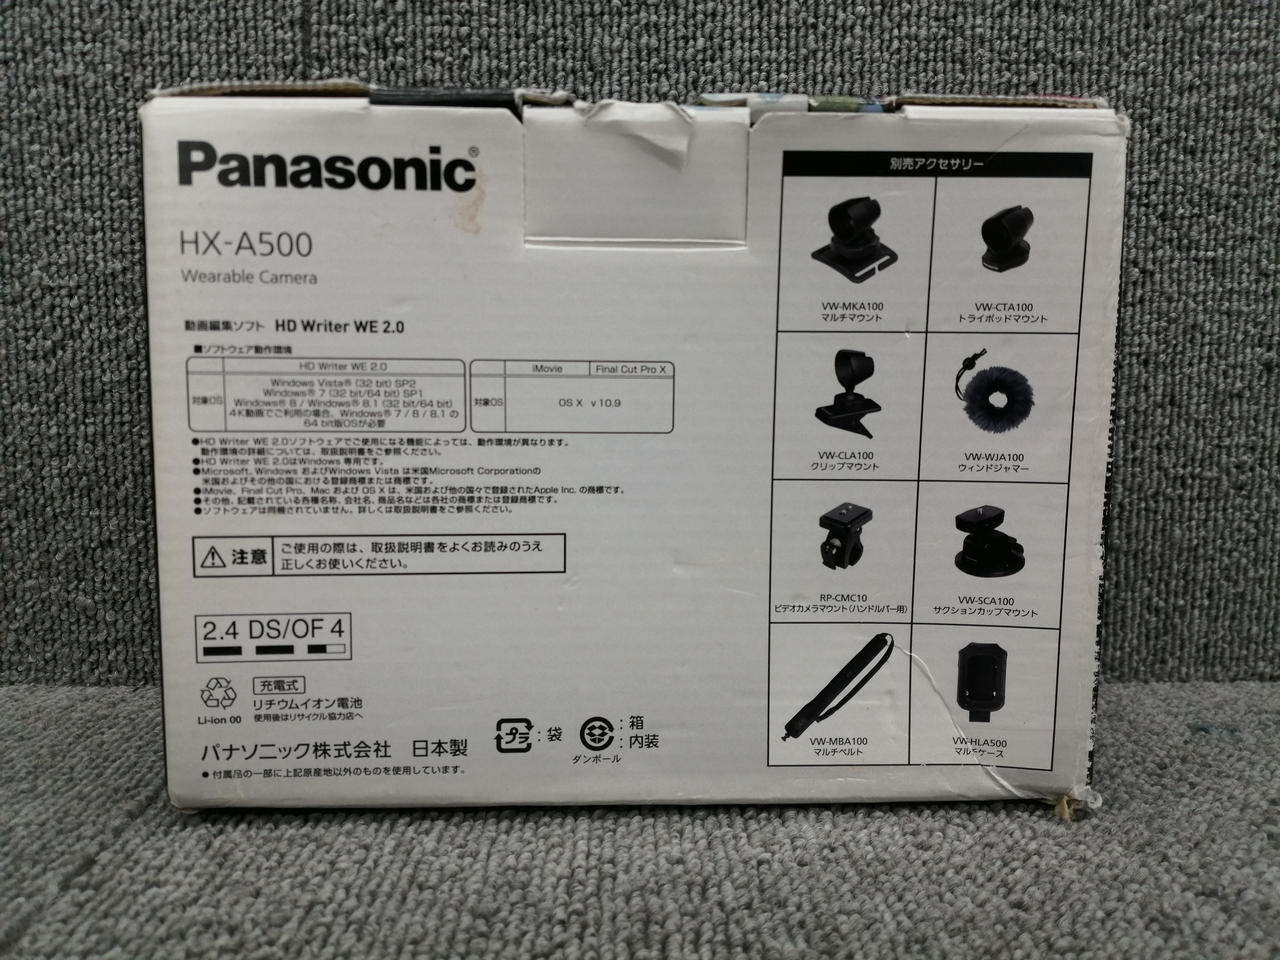 Panasonic®
HX-A500
Wearable Camera
動画編集ソフト HD Writer WE 2.0
■ソフトウェア動作環境
HD Writer WE 2.0
対象OS
Windows Vista® (32 bit) SP2
Windows® 7 (32 bit/64 bit) SP1
Windows® 8 / Windows® 8.1 (32 bit/64 bit)
4K動画でご利用の場合、Windows® 7 / 8 / 8.1 の
64 bit版OSが必要
iMovie Final Cut Pro X
対象OS OS X v10.9
●HD Writer WE 2.0ソフトウェアでご使用になる機能によっては、動作環境が異なります。
動作環境の詳細については、取扱説明書をご参照ください。
●HD Writer WE 2.0はWindows 専用です。
●Microsoft、Windows およびWindows Vista は米国Microsoft Corporationの
米国およびその他の国における登録商標または商標です。
●iMovie、Final Cut Pro、Mac および OS X は、米国および他の国々で登録されたApple Inc. の商標です。
●その他、記載されている各種名称、会社名、商品名などは各社の商標または登録商標です。
●ソフトウェアは同梱されていません。詳しくは取扱説明書をご参照ください。
注意
ご使用の際は、取扱説明書をよくお読みのうえ
正しくお使いください。
2.4 DS/OF 4
Li-ion 00
充電式
リチウムイオン電池
使用後はリサイクル協力店へ
パナソニック株式会社 日本製
●付属品の一部に上記原産地以外のものを使用しています。
プラ : 袋
ダンボール
: 箱
: 内装
別売アクセサリー
VW-MKA100
マルチマウント
VW-CTA100
トライポッドマウント
VW-CLA100
クリップマウント
VW-WJA100
ウィンドジャマー
RP-CMC10
ビデオカメラマウント(ハンドルバー用)
VW-SCA100
サクションカップマウント
VW-MBA100
マルチベルト
VW-HLA500
マルチケース